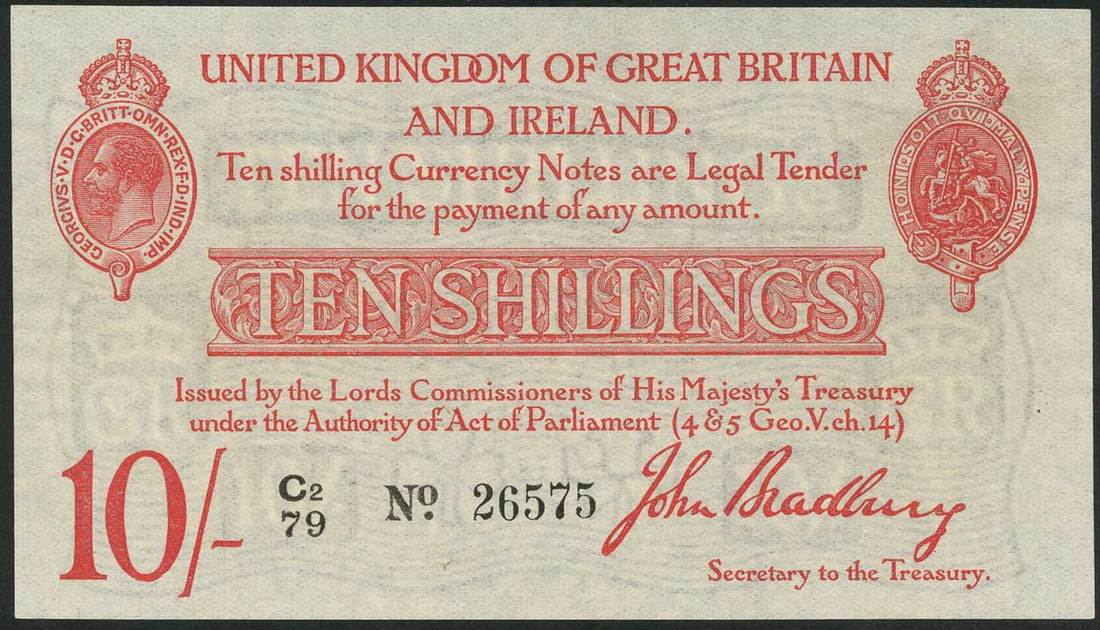 UNITED KINGDOM OF GREAT BRITAIN
AND IRELAND.
GEORGIVS·V·D·G·BRITT·OMN·REX·F·D·IND·IMP·
HONI·SOIT·QVI·MAL·Y·PENSE
Ten shilling Currency Notes are Legal Tender
for the payment of any amount.
TEN SHILLINGS
Issued by the Lords Commissioners of His Majesty's Treasury
under the Authority of Act of Parliament (4 & 5 Geo.V.ch.14)
10/-
C2
79
No. 26575
John Bradbury
Secretary to the Treasury.